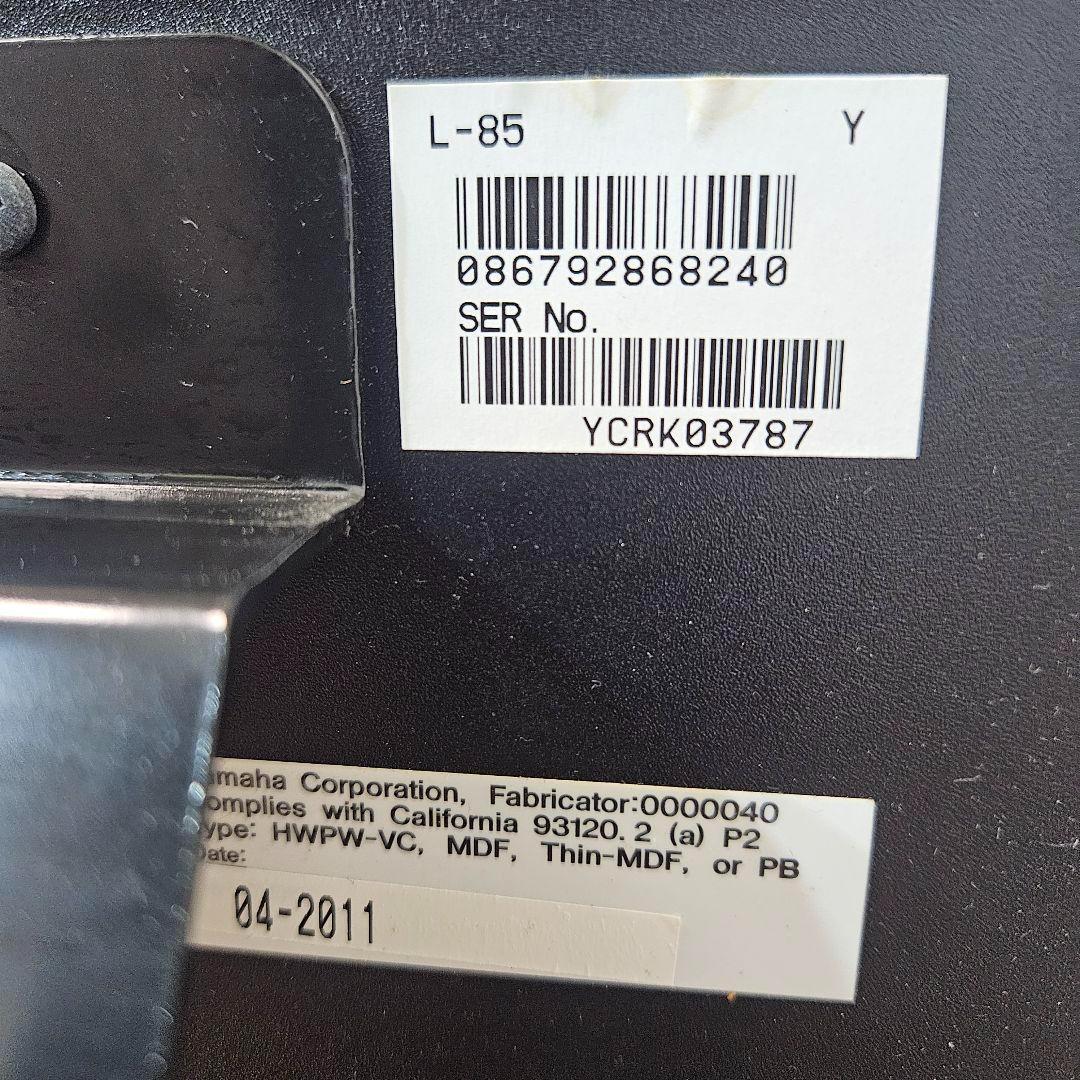 L-85 Y
086792868240
SER No.
YCRK03787
amaha Corporation, Fabricator:0000040
omplies with California 93120.2 (a) P2
ype: HWPW-VC, MDF, Thin-MDF, or PB
ate:
04-2011